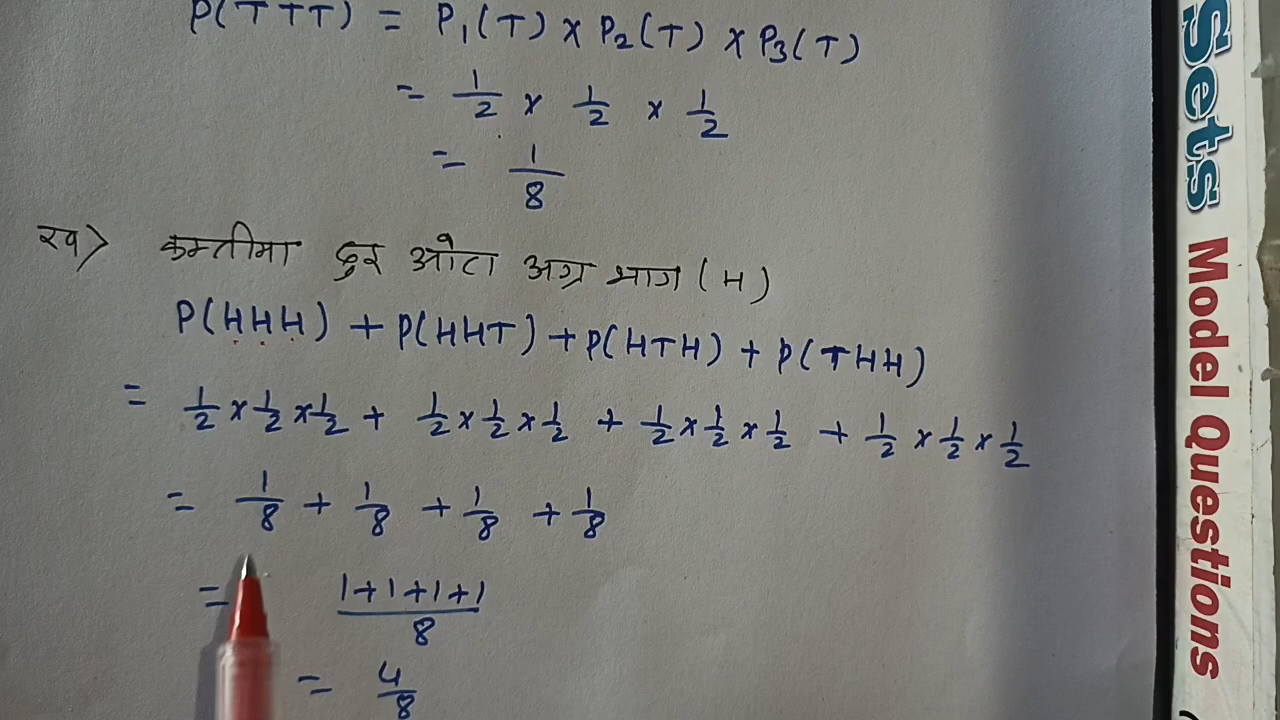 P(TTT) = P₁(T) × P₂(T) × P₃(T)
= 1/2 × 1/2 × 1/2
= 1/8
ख> कम्तीमा दुई ओटा अग्र भाग (H)
P(HHH) + P(HHT) + P(HTH) + P(THH)
= 1/2 × 1/2 × 1/2 + 1/2 × 1/2 × 1/2 + 1/2 × 1/2 × 1/2 + 1/2 × 1/2 × 1/2
= 1/8 + 1/8 + 1/8 + 1/8
= 1+1+1+1/8
= 4/8
Sets Model Questions